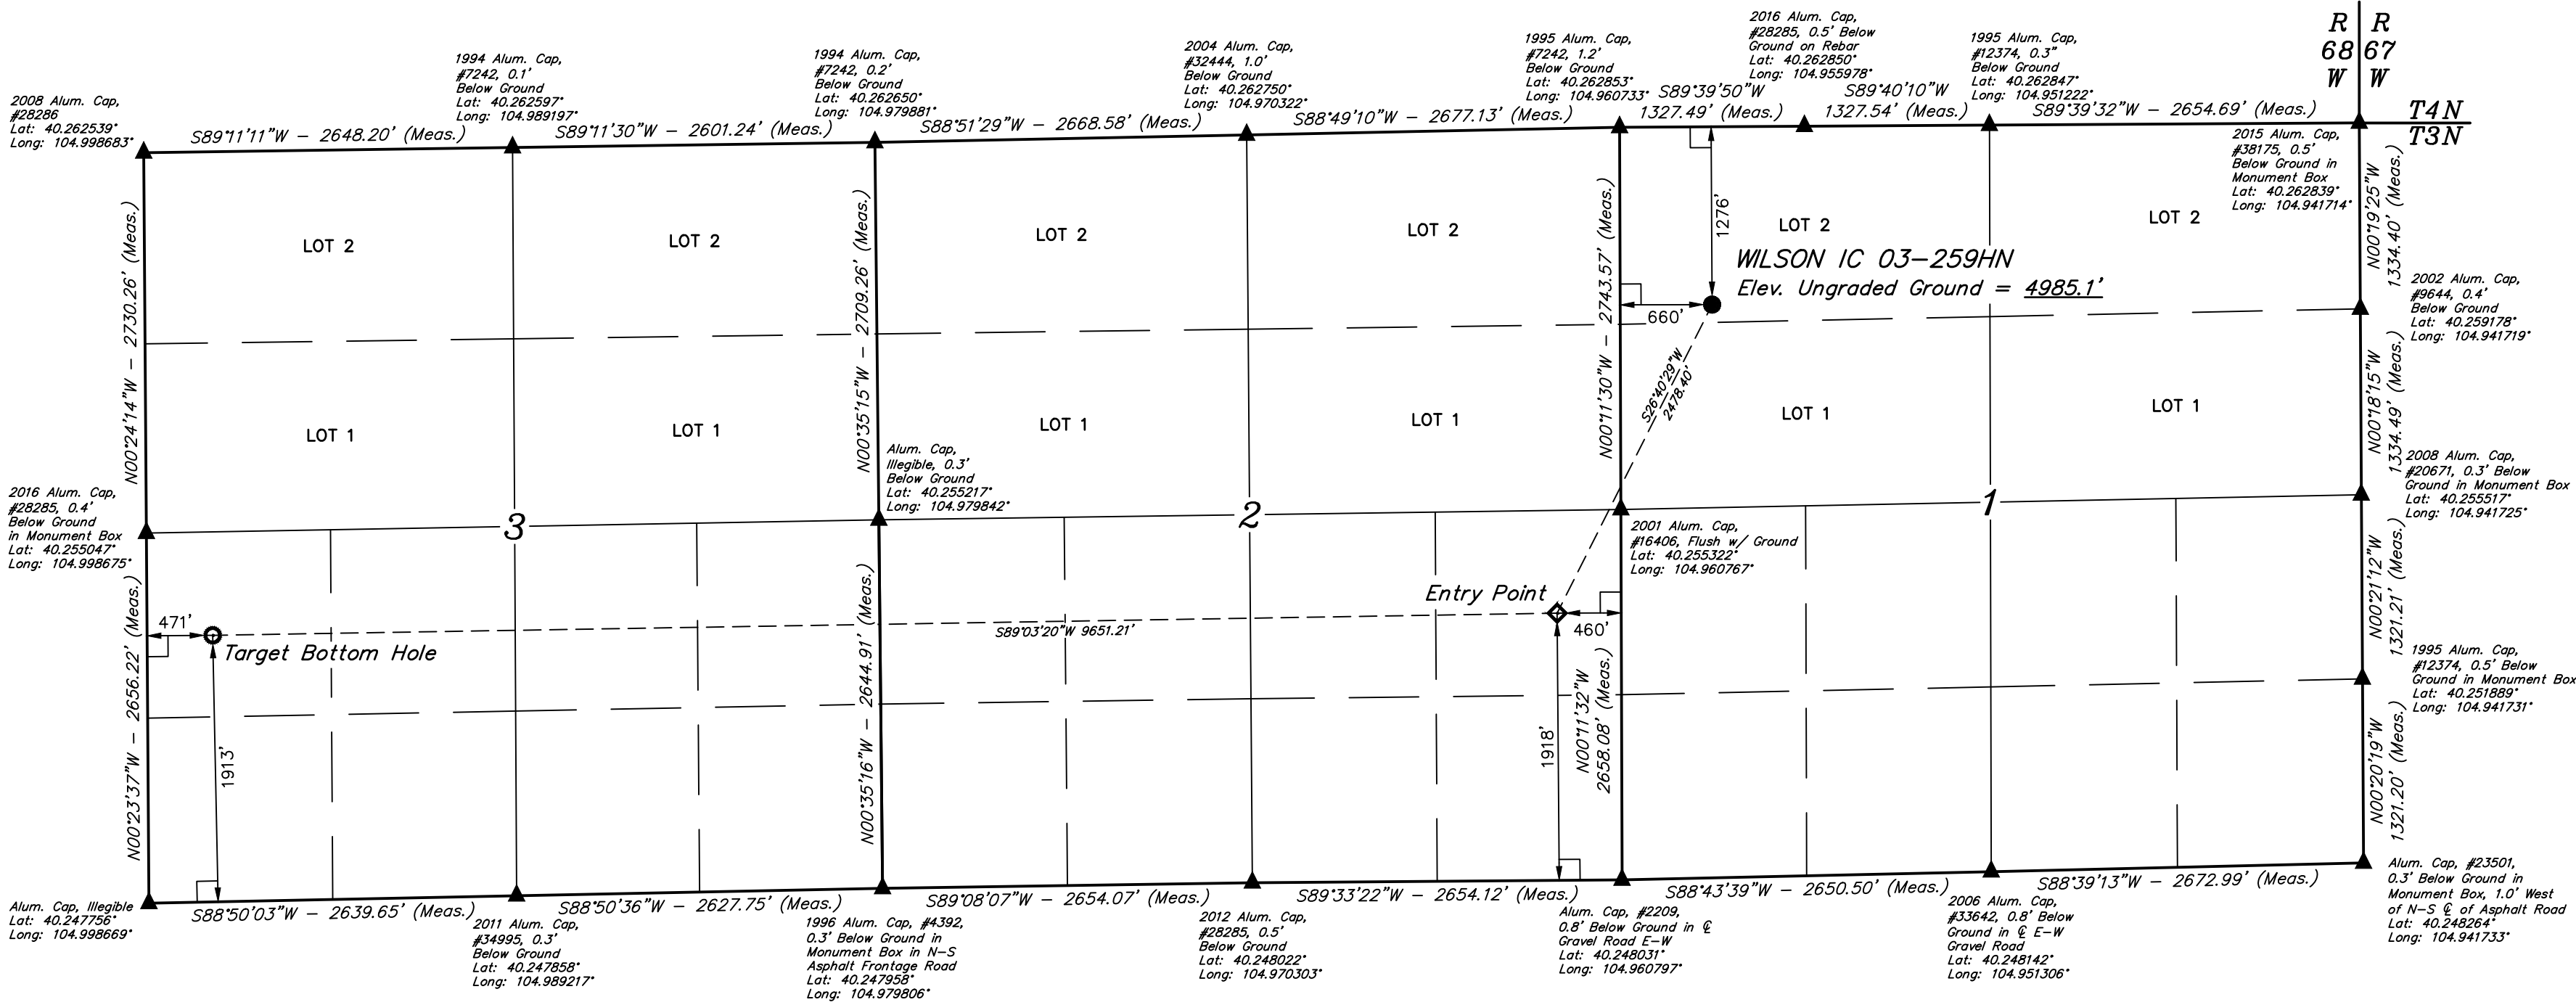 R R
68 67
W W
T4N
T3N
2008 Alum. Cap,
#28286
Lat: 40.262539°
Long: 104.998683°
S89°11'11"W – 2648.20' (Meas.)
1994 Alum. Cap,
#7242, 0.1'
Below Ground
Lat: 40.262597°
Long: 104.989197°
S89°11'30"W – 2601.24' (Meas.)
1994 Alum. Cap,
#7242, 0.2'
Below Ground
Lat: 40.262650°
Long: 104.979881°
S88°51'29"W – 2668.58' (Meas.)
2004 Alum. Cap,
#32444, 1.0'
Below Ground
Lat: 40.262750°
Long: 104.970322°
S88°49'10"W – 2677.13' (Meas.)
1995 Alum. Cap,
#7242, 1.2'
Below Ground
Lat: 40.262853°
Long: 104.960733°
S89°39'50"W
1327.49' (Meas.)
2016 Alum. Cap,
#28285, 0.5' Below
Ground on Rebar
Lat: 40.262850°
Long: 104.955978°
S89°40'10"W
1327.54' (Meas.)
1995 Alum. Cap,
#12374, 0.3"
Below Ground
Lat: 40.262847°
Long: 104.951222°
S89°39'32"W – 2654.69' (Meas.)
2015 Alum. Cap,
#38175, 0.5'
Below Ground in
Monument Box
Lat: 40.262839°
Long: 104.941714°
N00°24'14"W – 2730.26' (Meas.)
LOT 2
LOT 2
N00°35'15"W – 2709.26' (Meas.)
LOT 2
LOT 2
N00°11'30"W – 2743.57' (Meas.)
1276'
LOT 2
LOT 2
N00°19'25"W
1334.40' (Meas.)
WILSON IC 03–259HN
Elev. Ungraded Ground = 4985.1'
660'
2002 Alum. Cap,
#9644, 0.4'
Below Ground
Lat: 40.259178°
Long: 104.941719°
S26°40'29"W
2478.40'
LOT 1
LOT 1
LOT 1
LOT 1
LOT 1
LOT 1
N00°18'15"W
1334.49' (Meas.)
2016 Alum. Cap,
#28285, 0.4'
Below Ground
in Monument Box
Lat: 40.255047°
Long: 104.998675°
Alum. Cap,
Illegible, 0.3'
Below Ground
Lat: 40.255217°
Long: 104.979842°
2008 Alum. Cap,
#20671, 0.3' Below
Ground in Monument Box
Lat: 40.255517°
Long: 104.941725°
3
2
1
2001 Alum. Cap,
#16406, Flush w/ Ground
Lat: 40.255322°
Long: 104.960767°
N00°21'12"W
1321.21' (Meas.)
N00°23'37"W – 2656.22' (Meas.)
471'
Target Bottom Hole
1913'
N00°35'16"W – 2644.91' (Meas.)
S89°03'20"W 9651.21'
Entry Point
460'
1918'
N00°11'32"W
2658.08' (Meas.)
1995 Alum. Cap,
#12374, 0.5' Below
Ground in Monument Box
Lat: 40.251889°
Long: 104.941731°
N00°20'19"W
1321.20' (Meas.)
Alum. Cap, Illegible
Lat: 40.247756°
Long: 104.998669°
S88°50'03"W – 2639.65' (Meas.)
2011 Alum. Cap,
#34995, 0.3'
Below Ground
Lat: 40.247858°
Long: 104.989217°
S88°50'36"W – 2627.75' (Meas.)
1996 Alum. Cap, #4392,
0.3' Below Ground in
Monument Box in N–S
Asphalt Frontage Road
Lat: 40.247958°
Long: 104.979806°
S89°08'07"W – 2654.07' (Meas.)
2012 Alum. Cap,
#28285, 0.5'
Below Ground
Lat: 40.248022°
Long: 104.970303°
S89°33'22"W – 2654.12' (Meas.)
Alum. Cap, #2209,
0.8' Below Ground in ℄
Gravel Road E–W
Lat: 40.248031°
Long: 104.960797°
S88°43'39"W – 2650.50' (Meas.)
2006 Alum. Cap,
#33642, 0.8' Below
Ground in ℄ E–W
Gravel Road
Lat: 40.248142°
Long: 104.951306°
S88°39'13"W – 2672.99' (Meas.)
Alum. Cap, #23501,
0.3' Below Ground in
Monument Box, 1.0' West
of N–S ℄ of Asphalt Road
Lat: 40.248264°
Long: 104.941733°